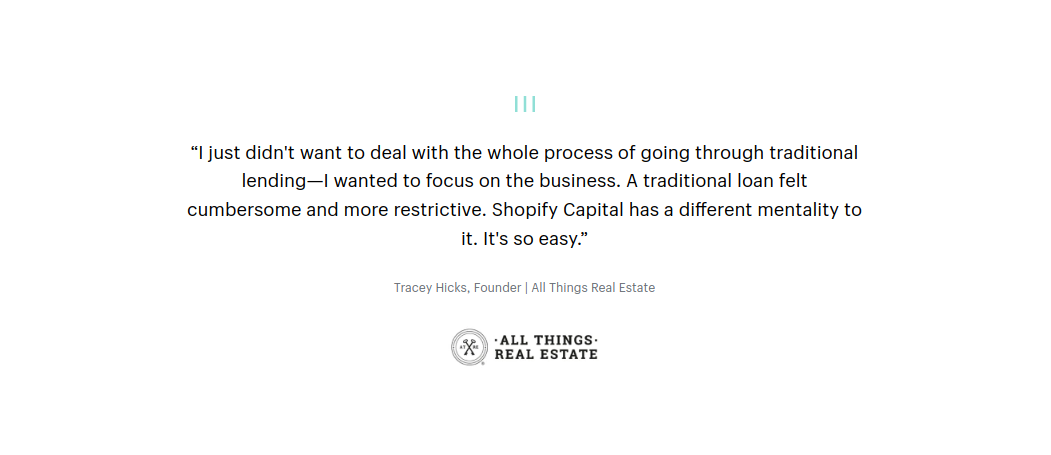 “I just didn't want to deal with the whole process of going through traditional
lending—I wanted to focus on the business. A traditional loan felt
cumbersome and more restrictive. Shopify Capital has a different mentality to
it. It's so easy.”
Tracey Hicks, Founder | All Things Real Estate
AT RE
·ALL THINGS·
REAL ESTATE